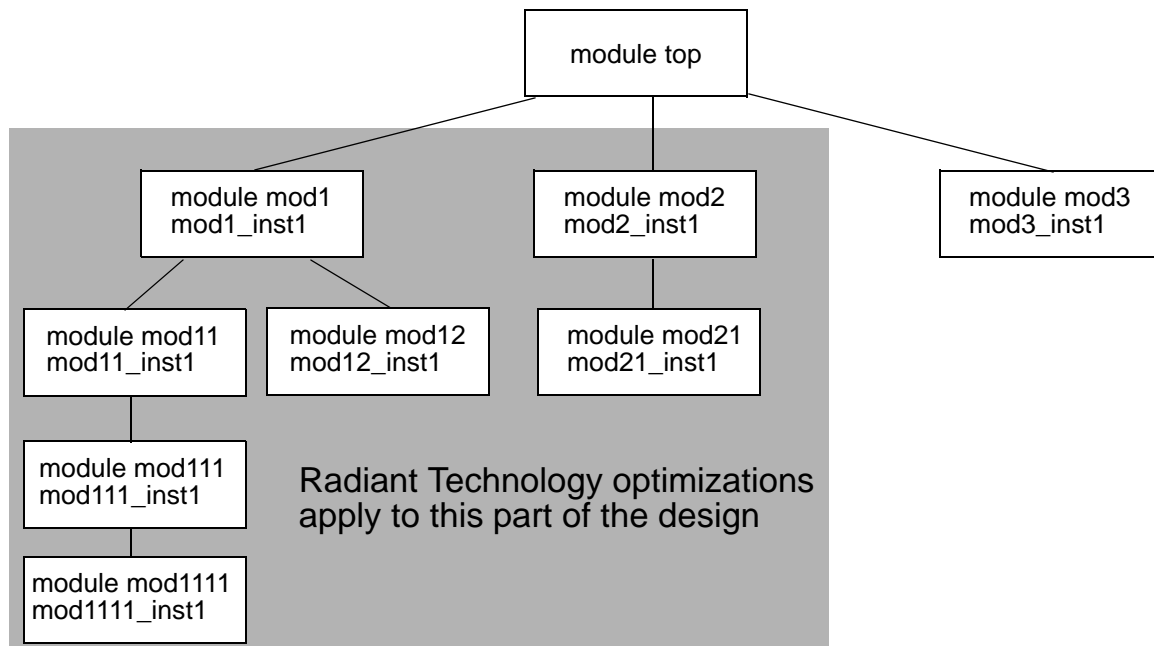 module top
module mod1
mod1_inst1
module mod2
mod2_inst1
module mod3
mod3_inst1
module mod11
mod11_inst1
module mod12
mod12_inst1
module mod21
mod21_inst1
module mod111
mod111_inst1
Radiant Technology optimizations
apply to this part of the design
module mod1111
mod1111_inst1